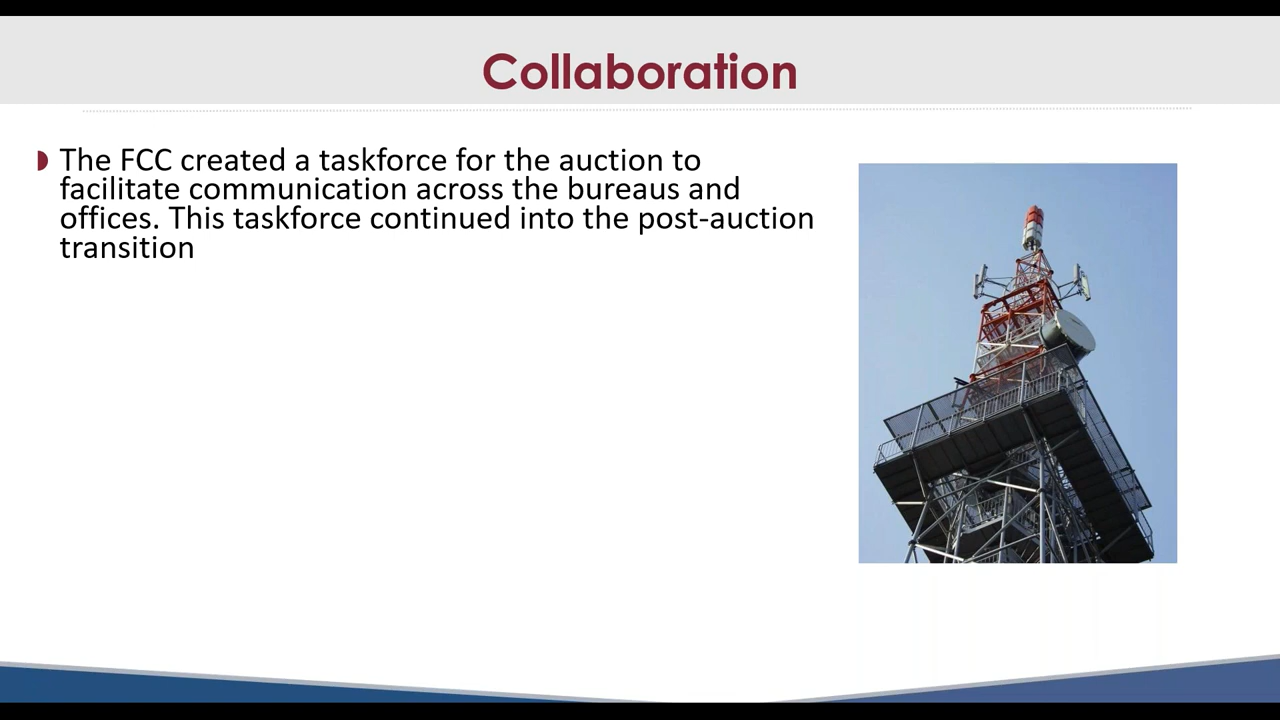 Collaboration
The FCC created a taskforce for the auction to
facilitate communication across the bureaus and
offices. This taskforce continued into the post-auction
transition